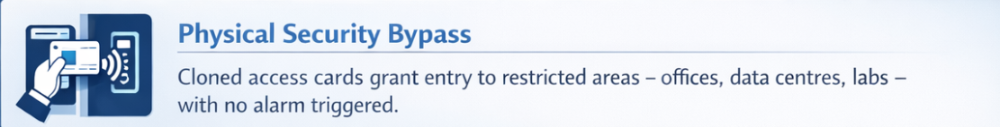 Physical Security Bypass
Cloned access cards grant entry to restricted areas – offices, data centres, labs –
with no alarm triggered.